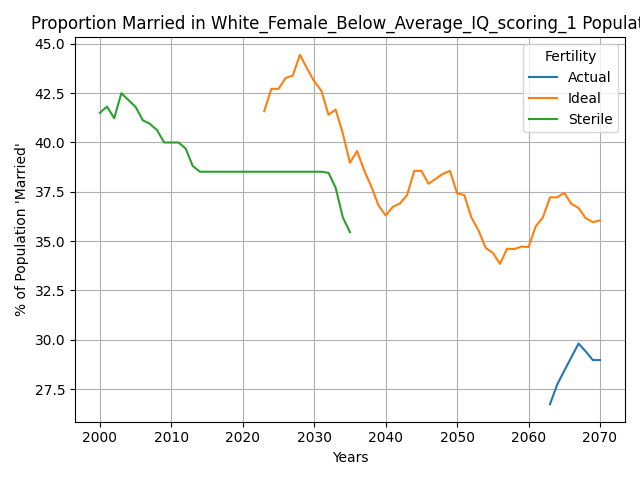 Proportion Married in White_Female_Below_Average_IQ_scoring_1 Populat
45.0
42.5
40.0
37.5
35.0
32.5
30.0
27.5
% of Population 'Married'
Fertility
Actual
Ideal
Sterile
2000 2010 2020 2030 2040 2050 2060 2070
Years